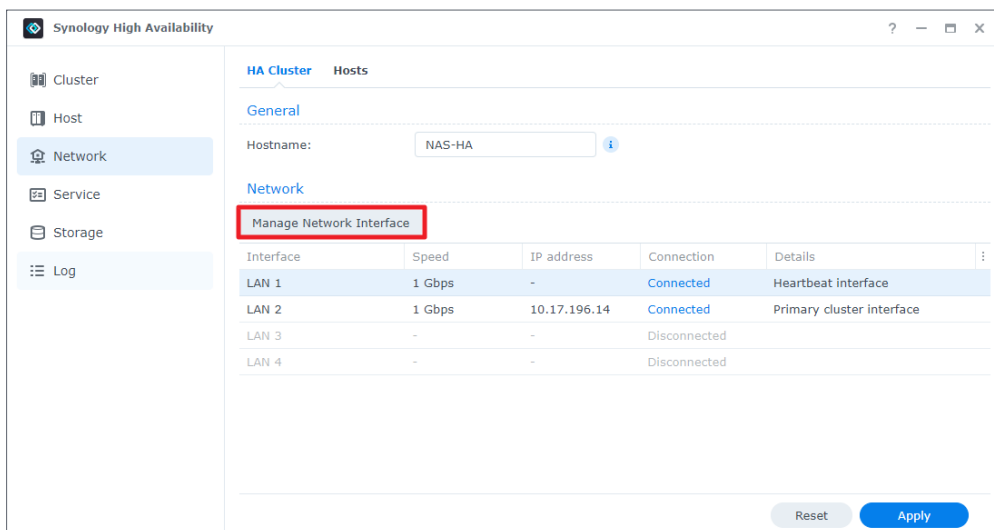 Synology High Availability
Cluster
Host
Network
Service
Storage
Log
HA Cluster Hosts
General
Hostname: NAS-HA
Network
Manage Network Interface
Interface Speed IP address Connection Details
LAN 1 1 Gbps - Connected Heartbeat interface
LAN 2 1 Gbps 10.17.196.14 Connected Primary cluster interface
LAN 3 - - Disconnected
LAN 4 - - Disconnected
Reset Apply